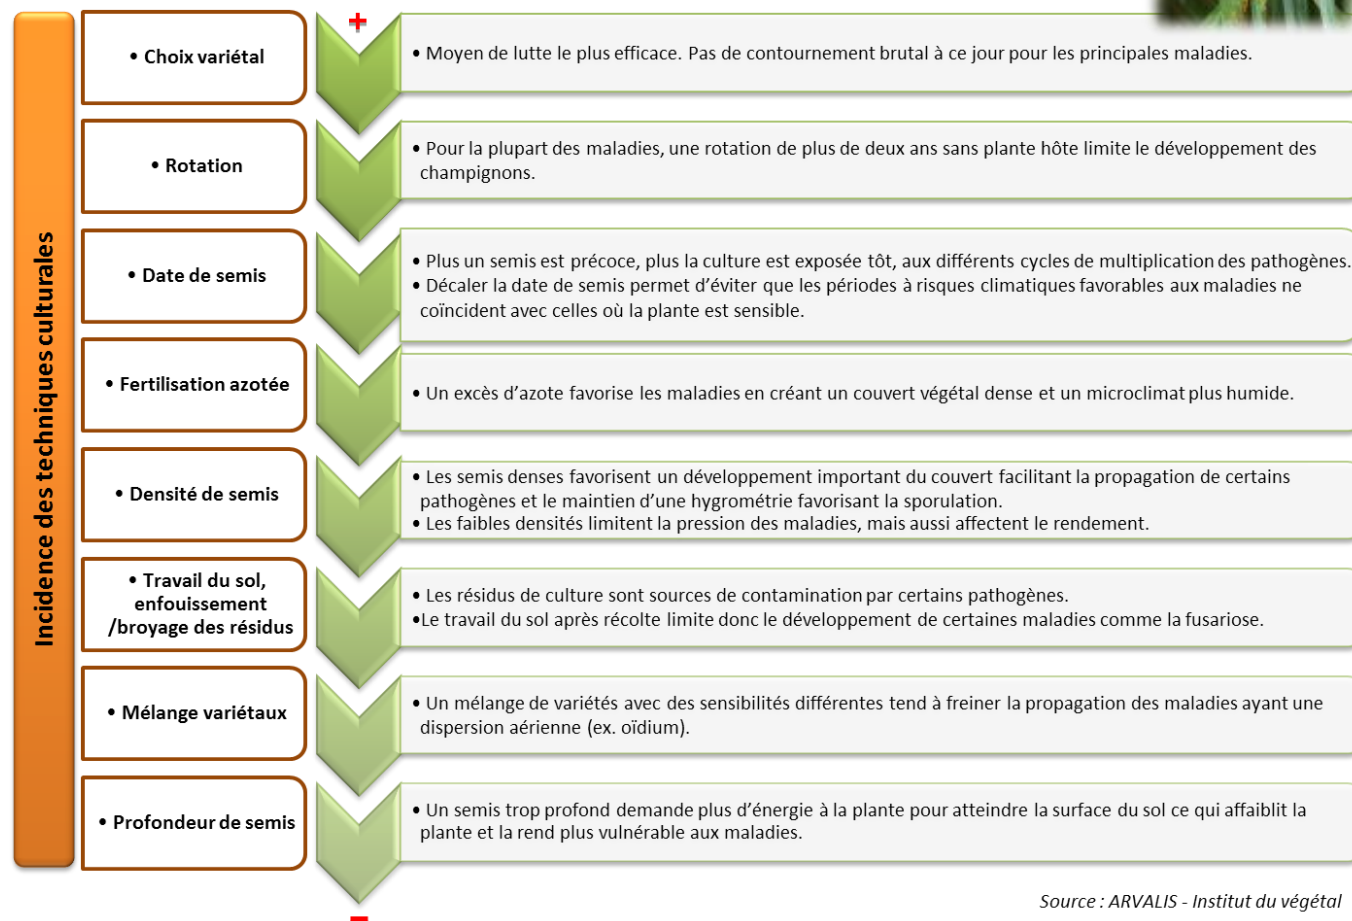 Incidence des techniques culturales
+
• Choix variétal
• Moyen de lutte le plus efficace. Pas de contournement brutal à ce jour pour les principales maladies.
• Rotation
• Pour la plupart des maladies, une rotation de plus de deux ans sans plante hôte limite le développement des
champignons.
• Date de semis
• Plus un semis est précoce, plus la culture est exposée tôt, aux différents cycles de multiplication des pathogènes.
• Décaler la date de semis permet d'éviter que les périodes à risques climatiques favorables aux maladies ne
coïncident avec celles où la plante est sensible.
• Fertilisation azotée
• Un excès d'azote favorise les maladies en créant un couvert végétal dense et un microclimat plus humide.
• Densité de semis
• Les semis denses favorisent un développement important du couvert facilitant la propagation de certains
pathogènes et le maintien d'une hygrométrie favorisant la sporulation.
• Les faibles densités limitent la pression des maladies, mais aussi affectent le rendement.
• Travail du sol,
enfouissement
/broyage des résidus
• Les résidus de culture sont sources de contamination par certains pathogènes.
•Le travail du sol après récolte limite donc le développement de certaines maladies comme la fusariose.
• Mélange variétaux
• Un mélange de variétés avec des sensibilités différentes tend à freiner la propagation des maladies ayant une
dispersion aérienne (ex. oïdium).
• Profondeur de semis
• Un semis trop profond demande plus d'énergie à la plante pour atteindre la surface du sol ce qui affaiblit la
plante et la rend plus vulnérable aux maladies.
–
Source : ARVALIS - Institut du végétal